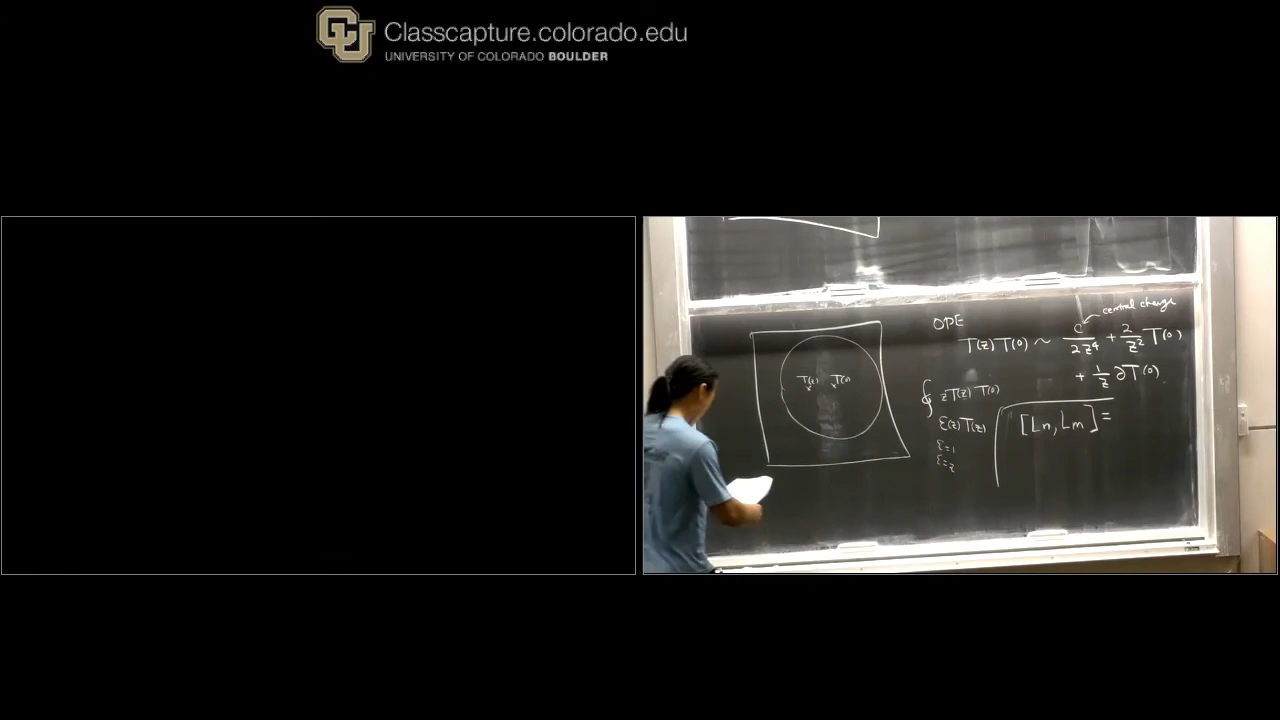 Classcapture.colorado.edu
UNIVERSITY OF COLORADO BOULDER
central charge
OPE
T(z)T(0) ~ c/2z⁴ + 2/z² T(0)
+ 1/z ∂T(0)
T(z) T(0)
∮ z T(z) T(0)
ε(z)T(z)
ε=1
ε=z
[Ln, Lm] =